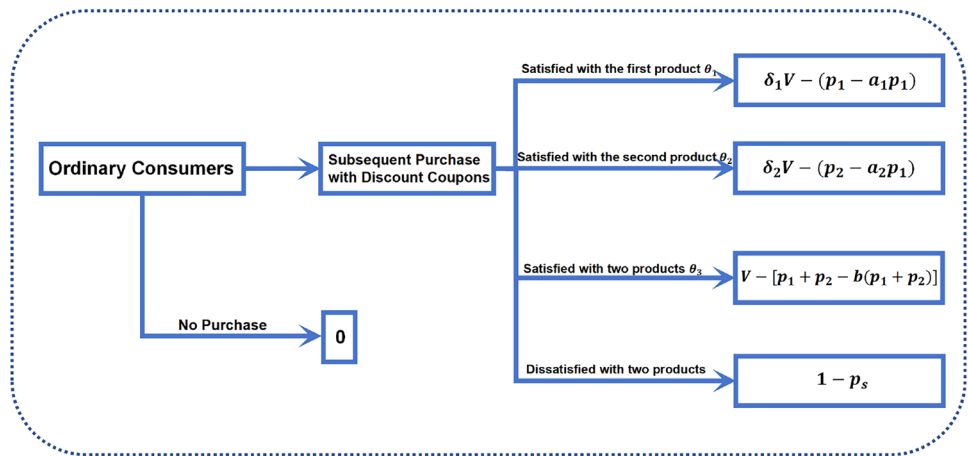 Satisfied with the first product θ₁
δ₁V − (p₁ − a₁p₁)
Ordinary Consumers
Subsequent Purchase
with Discount Coupons
Satisfied with the second product θ₂
δ₂V − (p₂ − a₂p₁)
Satisfied with two products θ₃
V − [p₁ + p₂ − b(p₁ + p₂)]
No Purchase
0
Dissatisfied with two products
1 − pₛ